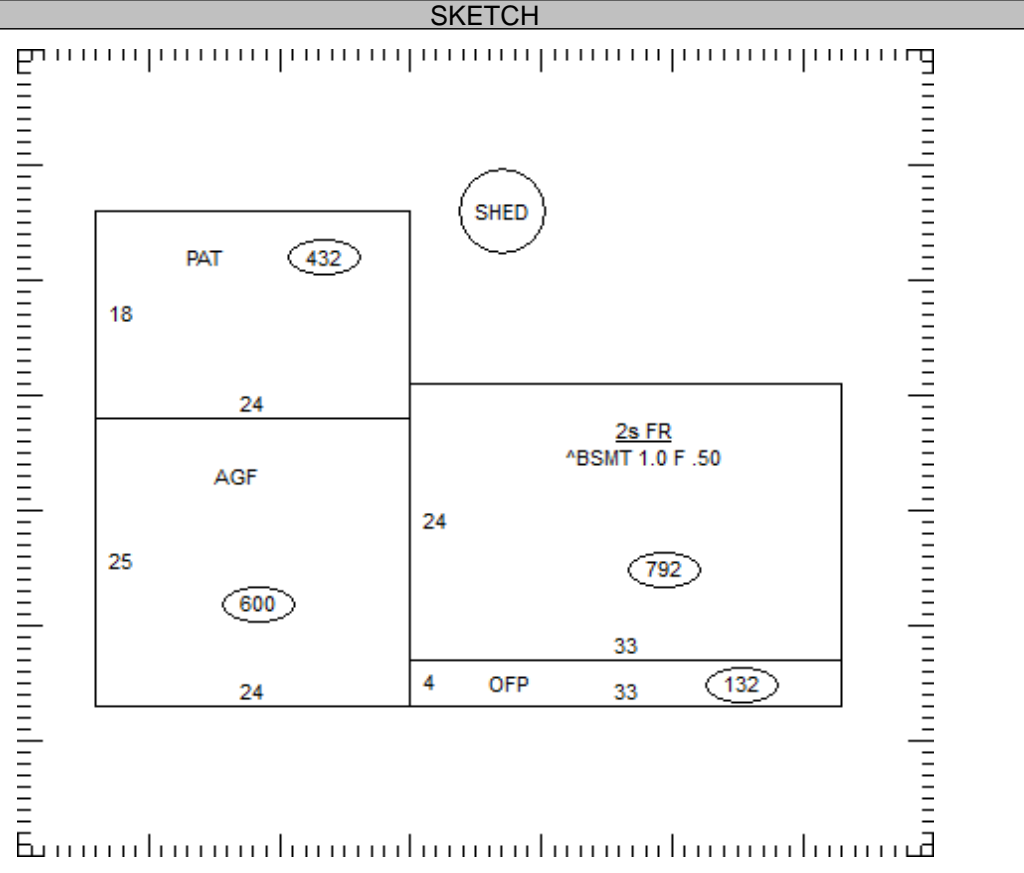 SKETCH
SHED
PAT 432
18
24
2s FR
^BSMT 1.0 F .50
AGF
24
25
792
600
33
4 OFP 33 132
24